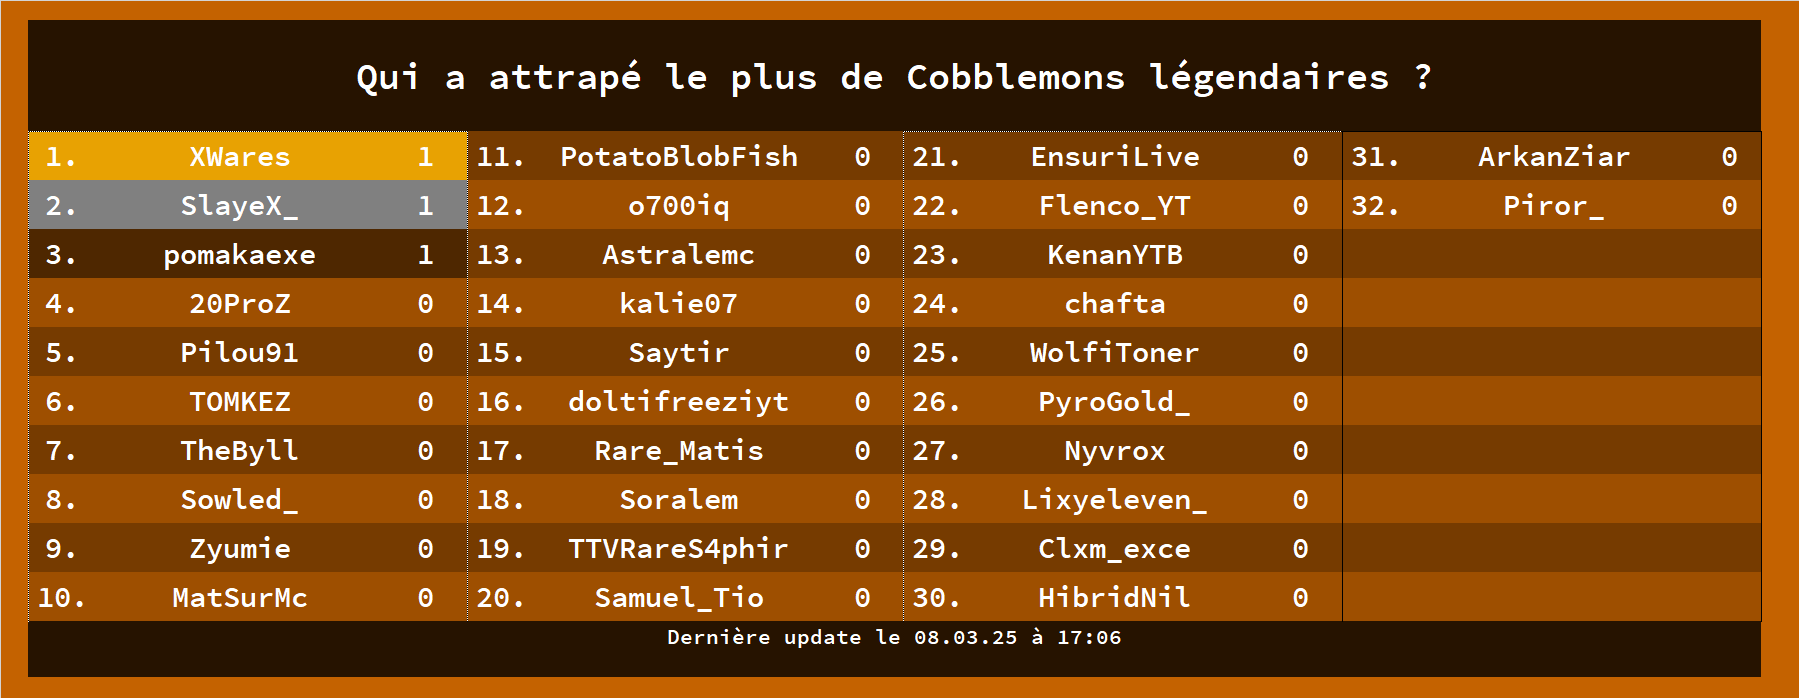 Qui a attrapé le plus de Cobblemons légendaires ?
1. XWares 1
2. SlayeX_ 1
3. pomakaexe 1
4. 20ProZ 0
5. Pilou91 0
6. TOMKEZ 0
7. TheByll 0
8. Sowled_ 0
9. Zyumie 0
10. MatSurMc 0
11. PotatoBlobFish 0
12. o700iq 0
13. Astralemc 0
14. kalie07 0
15. Saytir 0
16. doltifreeziyt 0
17. Rare_Matis 0
18. Soralem 0
19. TTVRareS4phir 0
20. Samuel_Tio 0
21. EnsuriLive 0
22. Flenco_YT 0
23. KenanYTB 0
24. chafta 0
25. WolfiToner 0
26. PyroGold_ 0
27. Nyvrox 0
28. Lixyeleven_ 0
29. Clxm_exce 0
30. HibridNil 0
31. ArkanZiar 0
32. Piror_ 0
Dernière update le 08.03.25 à 17:06